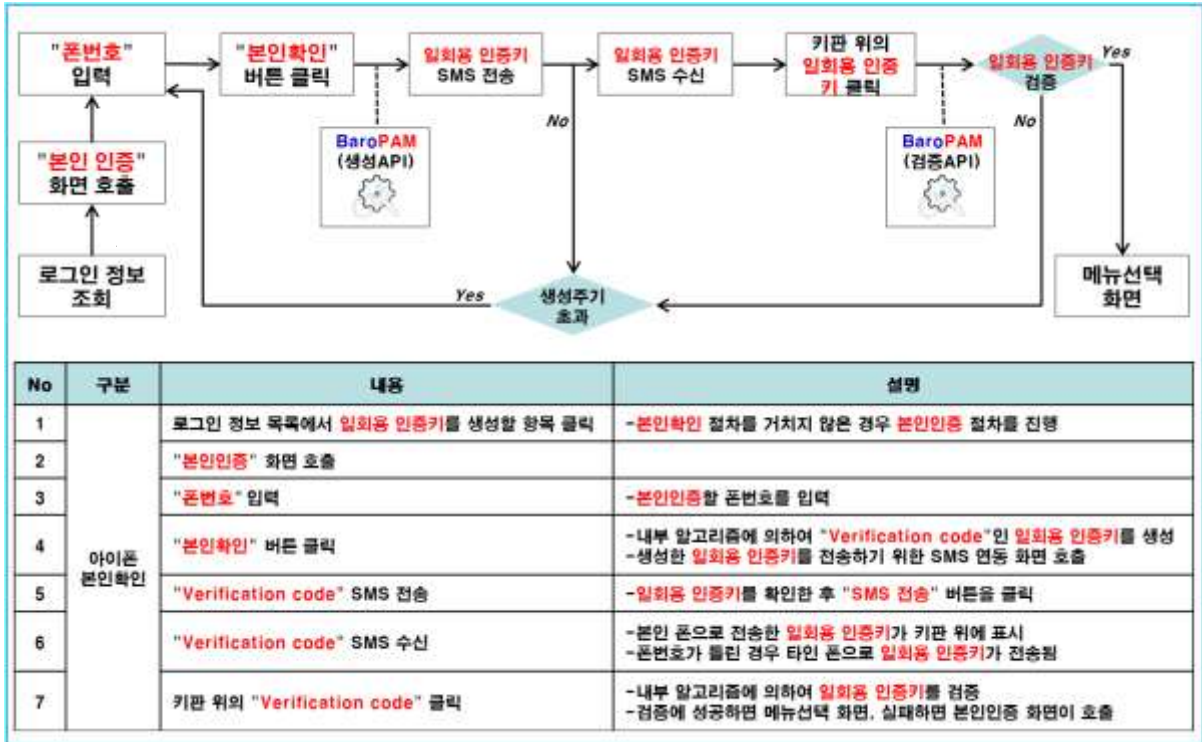 "폰번호"
입력
"본인확인"
버튼 클릭
일회용 인증키
SMS 전송
일회용 인증키
SMS 수신
키판 위의
일회용 인증
키 클릭
일회용 인증키
검증
Yes
No
No
BaroPAM
(생성API)
BaroPAM
(검증API)
"본인 인증"
화면 호출
로그인 정보
조회
Yes
생성주기
초과
메뉴선택
화면
No 구분 내용 설명
1 로그인 정보 목록에서 일회용 인증키를 생성할 항목 클릭 -본인확인 절차를 거치지 않은 경우 본인인증 절차를 진행
2 "본인인증" 화면 호출
3 "폰번호" 입력 -본인인증할 폰번호를 입력
아이폰
본인확인
4 "본인확인" 버튼 클릭 -내부 알고리즘에 의하여 "Verification code"인 일회용 인증키를 생성
-생성한 일회용 인증키를 전송하기 위한 SMS 연동 화면 호출
5 "Verification code" SMS 전송 -일회용 인증키를 확인한 후 "SMS 전송" 버튼을 클릭
6 "Verification code" SMS 수신 -본인 폰으로 전송한 일회용 인증키가 키판 위에 표시
-폰번호가 틀린 경우 타인 폰으로 일회용 인증키가 전송됨
7 키판 위의 "Verification code" 클릭 -내부 알고리즘에 의하여 일회용 인증키를 검증
-검증에 성공하면 메뉴선택 화면, 실패하면 본인인증 화면이 호출